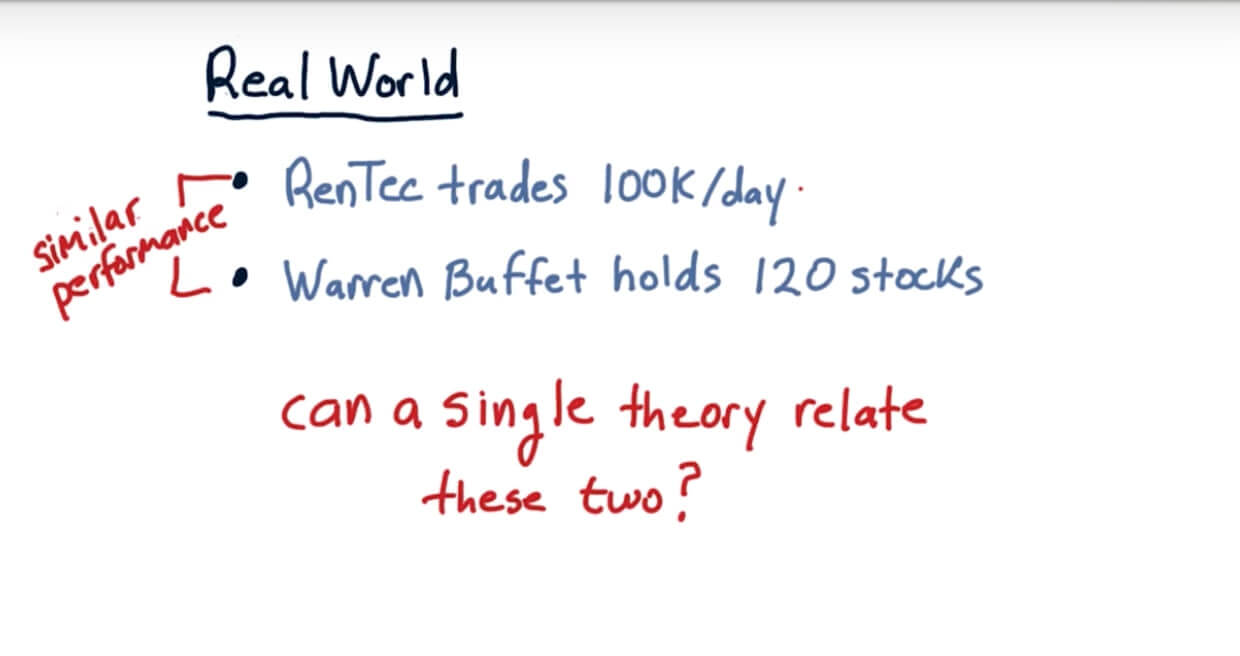 Real World
• RenTec trades 100K/day.
similar
performance
• Warren Buffet holds 120 stocks
can a single theory relate
these two?